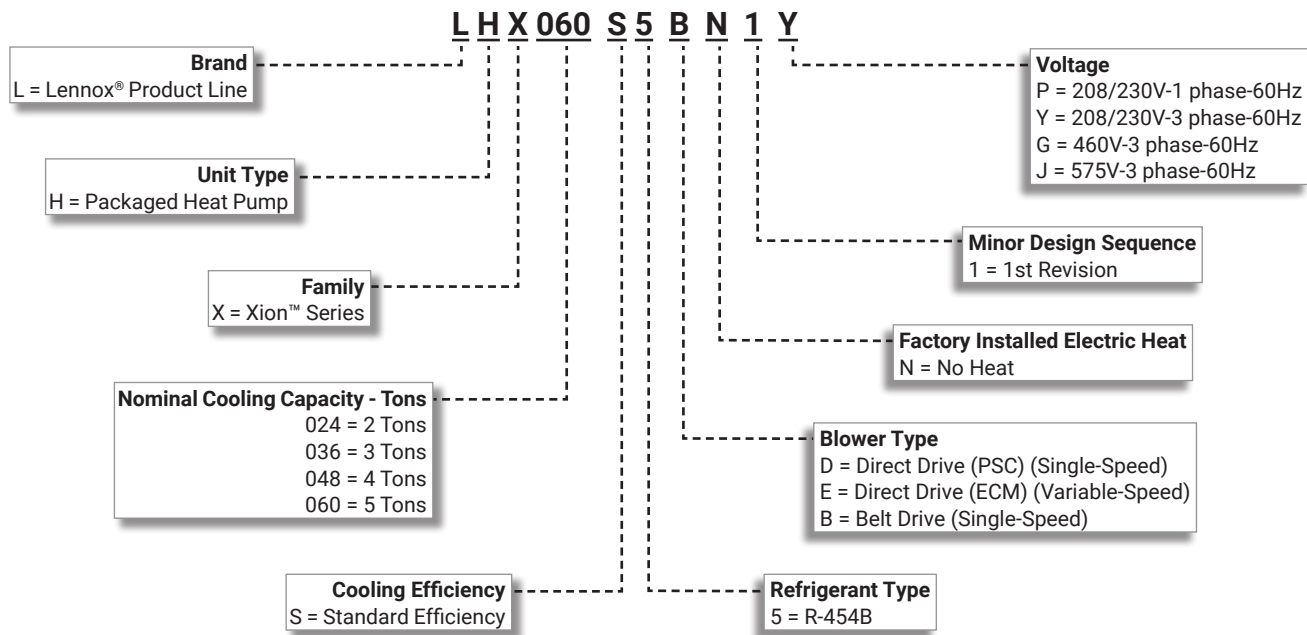 L H X 060 S 5 B N 1 Y
Brand
L = Lennox® Product Line
Unit Type
H = Packaged Heat Pump
Family
X = Xion™ Series
Nominal Cooling Capacity - Tons
024 = 2 Tons
036 = 3 Tons
048 = 4 Tons
060 = 5 Tons
Cooling Efficiency
S = Standard Efficiency
Voltage
P = 208/230V-1 phase-60Hz
Y = 208/230V-3 phase-60Hz
G = 460V-3 phase-60Hz
J = 575V-3 phase-60Hz
Minor Design Sequence
1 = 1st Revision
Factory Installed Electric Heat
N = No Heat
Blower Type
D = Direct Drive (PSC) (Single-Speed)
E = Direct Drive (ECM) (Variable-Speed)
B = Belt Drive (Single-Speed)
Refrigerant Type
5 = R-454B